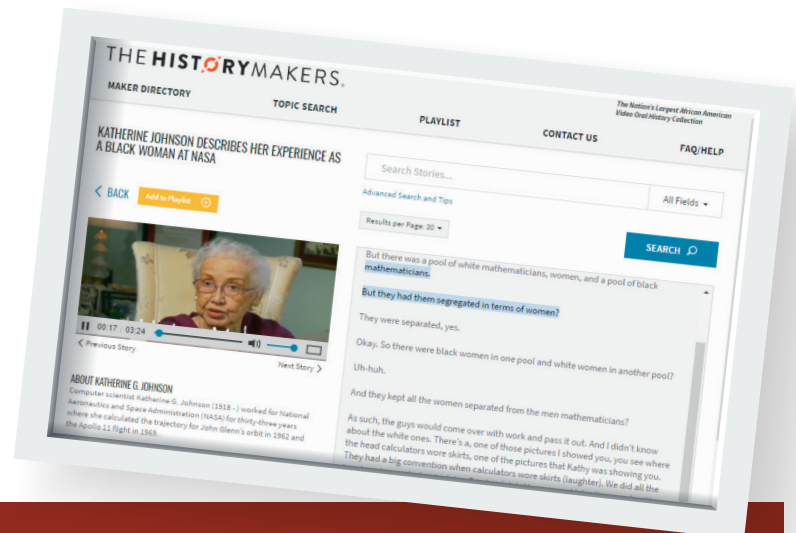 THE HISTORYMAKERS®
The Nation's Largest African American
Video Oral History Collection
MAKER DIRECTORY
TOPIC SEARCH
PLAYLIST
CONTACT US
FAQ/HELP
KATHERINE JOHNSON DESCRIBES HER EXPERIENCE AS
A BLACK WOMAN AT NASA
BACK
Add to Playlist
00:17 / 03:24
Previous Story
Next Story
ABOUT KATHERINE G. JOHNSON
Computer scientist Katherine G. Johnson (1918 - ) worked for National
Aeronautics and Space Administration (NASA) for thirty-three years
where she calculated the trajectory for John Glenn's orbit in 1962 and
the Apollo 11 flight in 1969.
Search Stories...
All Fields
Advanced Search and Tips
Results per Page: 30
SEARCH
But there was a pool of white mathematicians, women, and a pool of black
mathematicians.
But they had them segregated in terms of women?
They were separated, yes.
Okay. So there were black women in one pool and white women in another pool?
Uh-huh.
And they kept all the women separated from the men mathematicians?
As such, the guys would come over with work and pass it out. And I didn't know
about the white ones. There's a, one of those pictures I showed you, you see where
the head calculators wore skirts, one of the pictures that Kathy was showing you.
They had a big convention when calculators wore skirts (laughter). We did all the